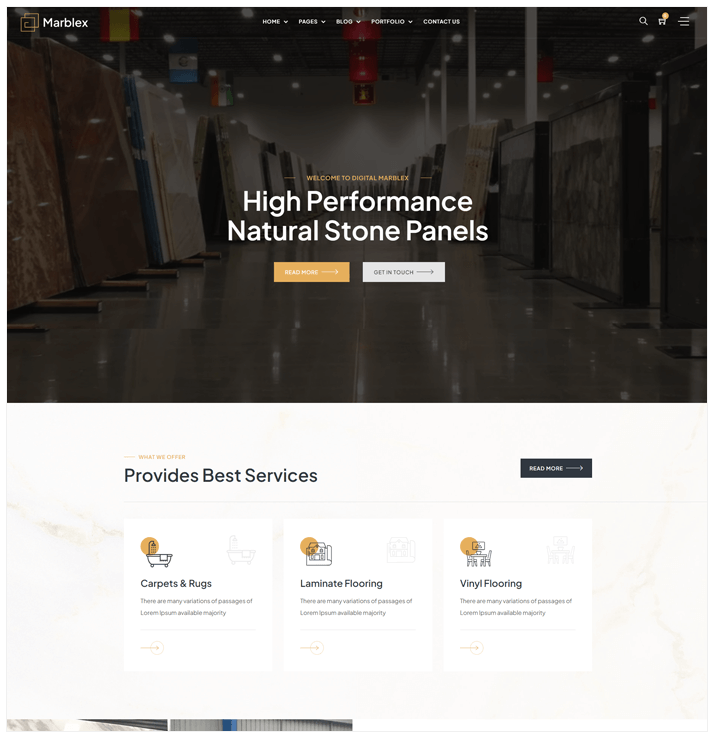 Marblex
HOME PAGES BLOG PORTFOLIO CONTACT US
WELCOME TO DIGITAL MARBLEX
High Performance
Natural Stone Panels
READ MORE GET IN TOUCH
WHAT WE OFFER
Provides Best Services
READ MORE
Carpets & Rugs
There are many variations of passages of
Lorem Ipsum available majority
Laminate Flooring
There are many variations of passages of
Lorem Ipsum available majority
Vinyl Flooring
There are many variations of passages of
Lorem Ipsum available majority